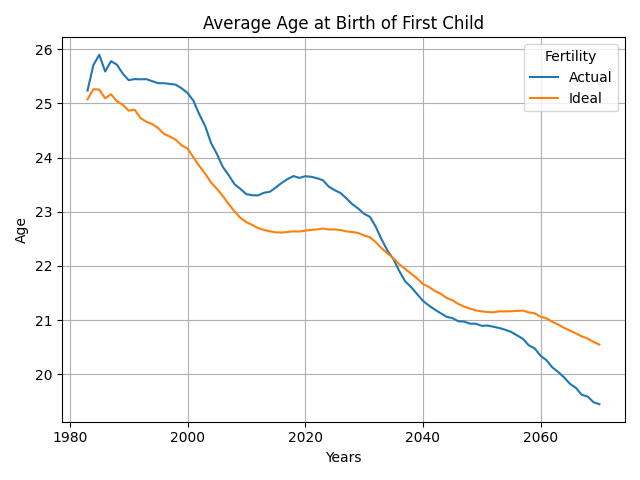 Average Age at Birth of First Child
Fertility
Actual
Ideal
26
25
24
23
22
21
20
Age
1980
2000
2020
2040
2060
Years